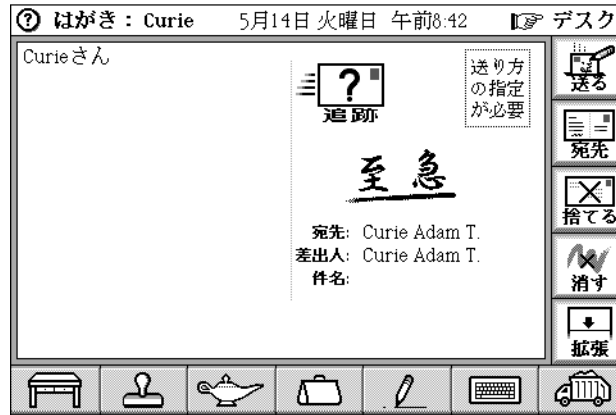 ? はがき：Curie
5月14日 火曜日 午前8:42
☞ デスク
Curieさん
?
追跡
送り方
の指定
が必要
至急
宛先: Curie Adam T.
差出人: Curie Adam T.
件名:
送る
宛先
捨てる
消す
拡張